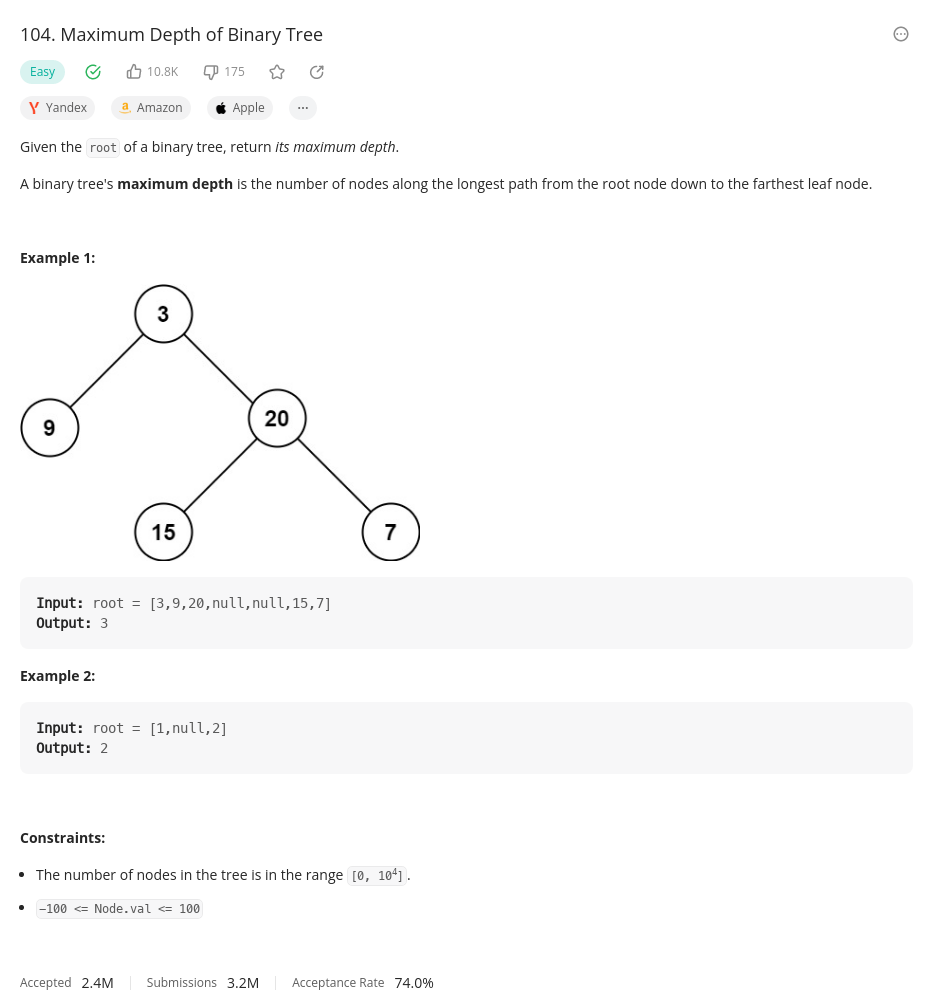 104. Maximum Depth of Binary Tree
Easy 10.8K 175
Yandex Amazon Apple ...
Given the root of a binary tree, return its maximum depth.
A binary tree's maximum depth is the number of nodes along the longest path from the root node down to the farthest leaf node.
Example 1:
3
9 20
15 7
Input: root = [3,9,20,null,null,15,7]
Output: 3
Example 2:
Input: root = [1,null,2]
Output: 2
Constraints:
• The number of nodes in the tree is in the range [0, 10⁴].
• −100 <= Node.val <= 100
Accepted 2.4M Submissions 3.2M Acceptance Rate 74.0%